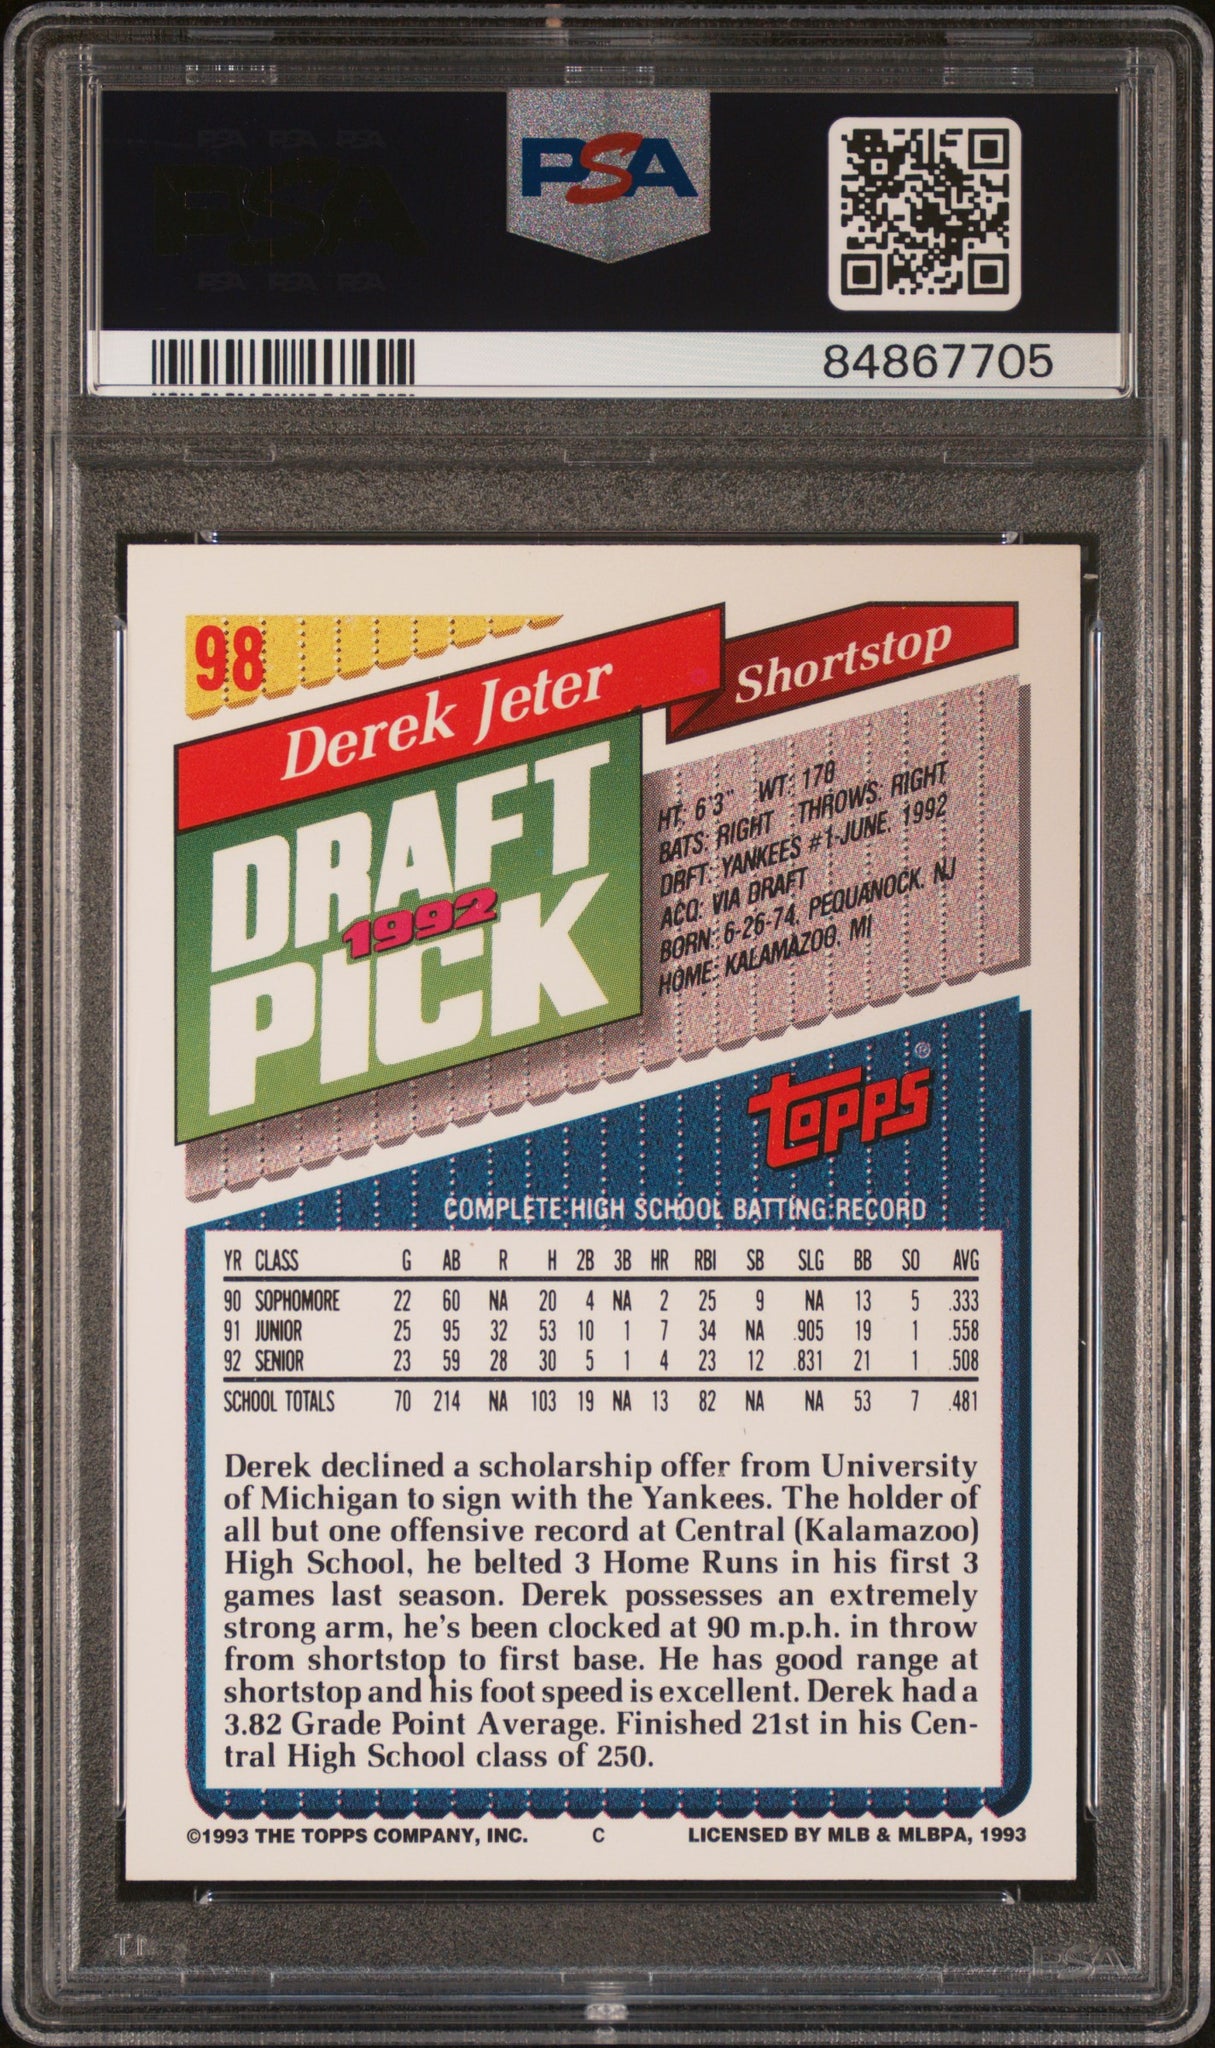 PSA PSA PSA
PSA
PSA PSA PSA
PSA
84867705
98
Derek Jeter
Shortstop
DRAFT
1992
PICK
HT: 6'3" WT: 178
BATS: RIGHT THROWS: RIGHT
DRFT: YANKEES #1-JUNE, 1992
ACQ: VIA DRAFT
BORN: 6-26-74, PEQUANOCK, NJ
HOME: KALAMAZOO, MI
topps®
COMPLETE HIGH SCHOOL BATTING RECORD
YR CLASS G AB R H 2B 3B HR RBI SB SLG BB SO AVG
90 SOPHOMORE 22 60 NA 20 4 NA 2 25 9 NA 13 5 .333
91 JUNIOR 25 95 32 53 10 1 7 34 NA .905 19 1 .558
92 SENIOR 23 59 28 30 5 1 4 23 12 .831 21 1 .508
SCHOOL TOTALS 70 214 NA 103 19 NA 13 82 NA NA 53 7 .481
Derek declined a scholarship offer from University
of Michigan to sign with the Yankees. The holder of
all but one offensive record at Central (Kalamazoo)
High School, he belted 3 Home Runs in his first 3
games last season. Derek possesses an extremely
strong arm, he's been clocked at 90 m.p.h. in throw
from shortstop to first base. He has good range at
shortstop and his foot speed is excellent. Derek had a
3.82 Grade Point Average. Finished 21st in his Cen-
tral High School class of 250.
©1993 THE TOPPS COMPANY, INC. C LICENSED BY MLB & MLBPA, 1993
PSA